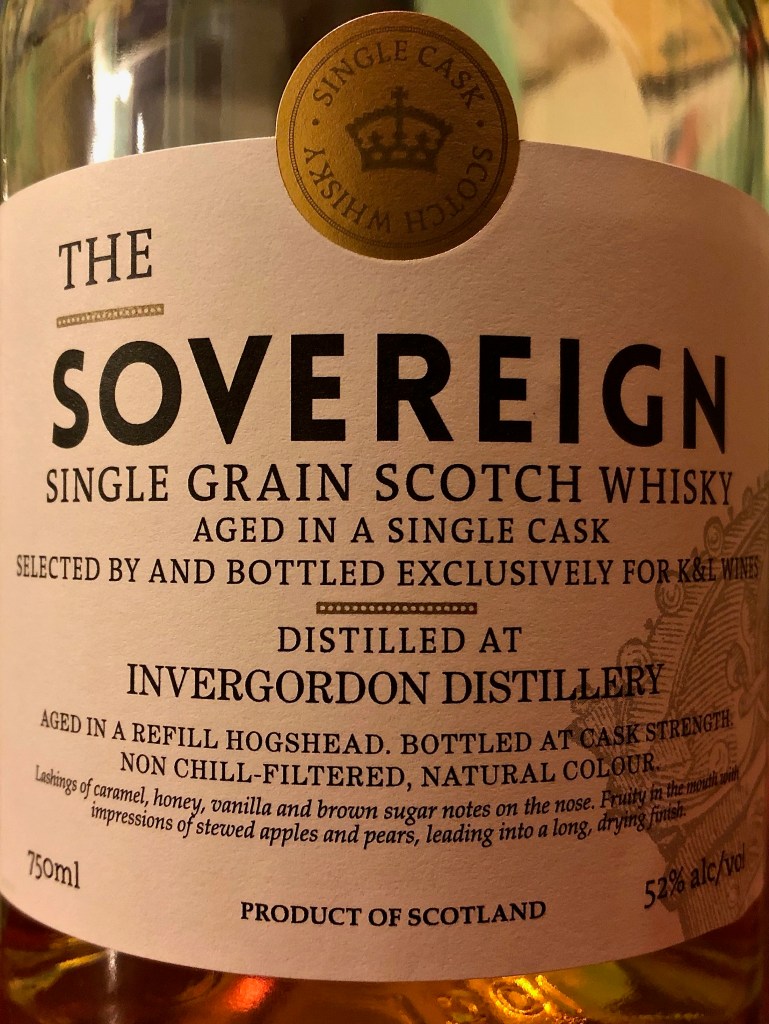 · SINGLE CASK · SCOTCH WHISKY
THE
SOVEREIGN
SINGLE GRAIN SCOTCH WHISKY
AGED IN A SINGLE CASK
SELECTED BY AND BOTTLED EXCLUSIVELY FOR K&L WINES
DISTILLED AT
INVERGORDON DISTILLERY
AGED IN A REFILL HOGSHEAD. BOTTLED AT CASK STRENGTH.
NON CHILL-FILTERED, NATURAL COLOUR.
Lashings of caramel, honey, vanilla and brown sugar notes on the nose. Fruity in the mouth with
impressions of stewed apples and pears, leading into a long, drying finish.
750ml
52% alc/vol
PRODUCT OF SCOTLAND